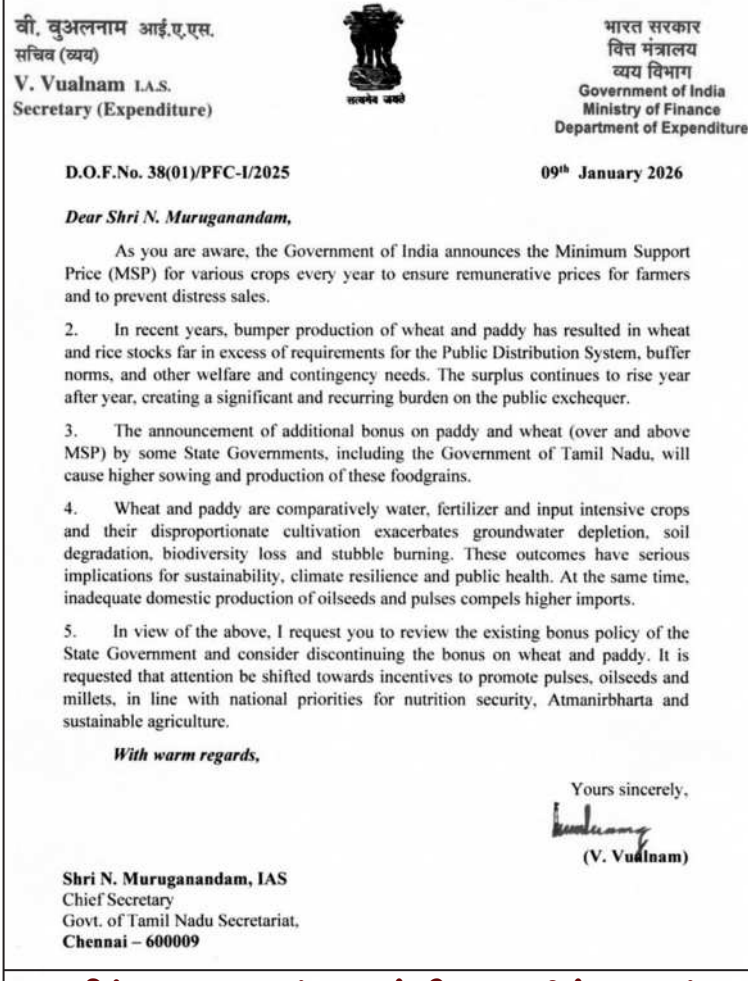 वी. वुअलनाम आई.ए.एस.
सचिव (व्यय)
V. Vualnam I.A.S.
Secretary (Expenditure)
सत्यमेव जयते
भारत सरकार
वित्त मंत्रालय
व्यय विभाग
Government of India
Ministry of Finance
Department of Expenditure
D.O.F.No. 38(01)/PFC-I/2025
09th January 2026
Dear Shri N. Muruganandam,
As you are aware, the Government of India announces the Minimum Support
Price (MSP) for various crops every year to ensure remunerative prices for farmers
and to prevent distress sales.
2. In recent years, bumper production of wheat and paddy has resulted in wheat
and rice stocks far in excess of requirements for the Public Distribution System, buffer
norms, and other welfare and contingency needs. The surplus continues to rise year
after year, creating a significant and recurring burden on the public exchequer.
3. The announcement of additional bonus on paddy and wheat (over and above
MSP) by some State Governments, including the Government of Tamil Nadu, will
cause higher sowing and production of these foodgrains.
4. Wheat and paddy are comparatively water, fertilizer and input intensive crops
and their disproportionate cultivation exacerbates groundwater depletion, soil
degradation, biodiversity loss and stubble burning. These outcomes have serious
implications for sustainability, climate resilience and public health. At the same time,
inadequate domestic production of oilseeds and pulses compels higher imports.
5. In view of the above, I request you to review the existing bonus policy of the
State Government and consider discontinuing the bonus on wheat and paddy. It is
requested that attention be shifted towards incentives to promote pulses, oilseeds and
millets, in line with national priorities for nutrition security, Atmanirbharta and
sustainable agriculture.
With warm regards,
Yours sincerely,
(V. Vualnam)
Shri N. Muruganandam, IAS
Chief Secretary
Govt. of Tamil Nadu Secretariat,
Chennai – 600009